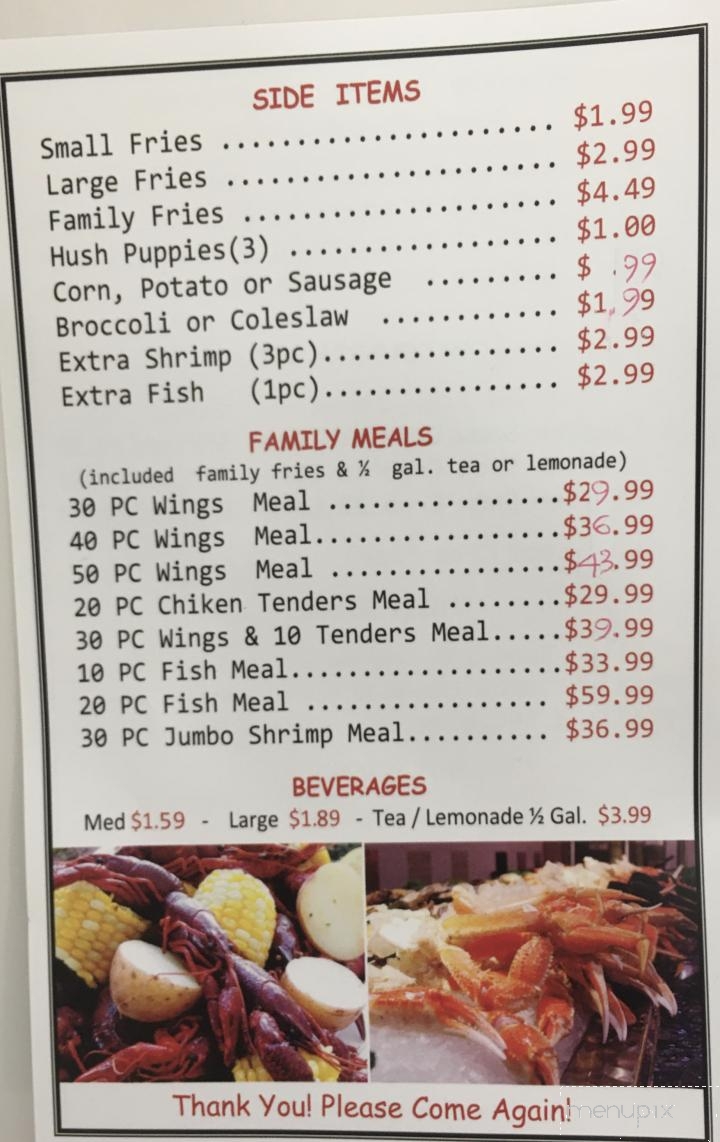 SIDE ITEMS
Small Fries ...................... $1.99
Large Fries ...................... $2.99
Family Fries ..................... $4.49
Hush Puppies(3) .................. $1.00
Corn, Potato or Sausage ......... $ .99
Broccoli or Coleslaw ............ $1.99
Extra Shrimp (3pc)................ $2.99
Extra Fish (1pc)................ $2.99
FAMILY MEALS
(included family fries & ½ gal. tea or lemonade)
30 PC Wings Meal ................$29.99
40 PC Wings Meal.................$36.99
50 PC Wings Meal ................$43.99
20 PC Chiken Tenders Meal ........$29.99
30 PC Wings & 10 Tenders Meal.....$39.99
10 PC Fish Meal...................$33.99
20 PC Fish Meal ................. $59.99
30 PC Jumbo Shrimp Meal.......... $36.99
BEVERAGES
Med $1.59 - Large $1.89 - Tea / Lemonade ½ Gal. $3.99
Thank You! Please Come Again!
menupix